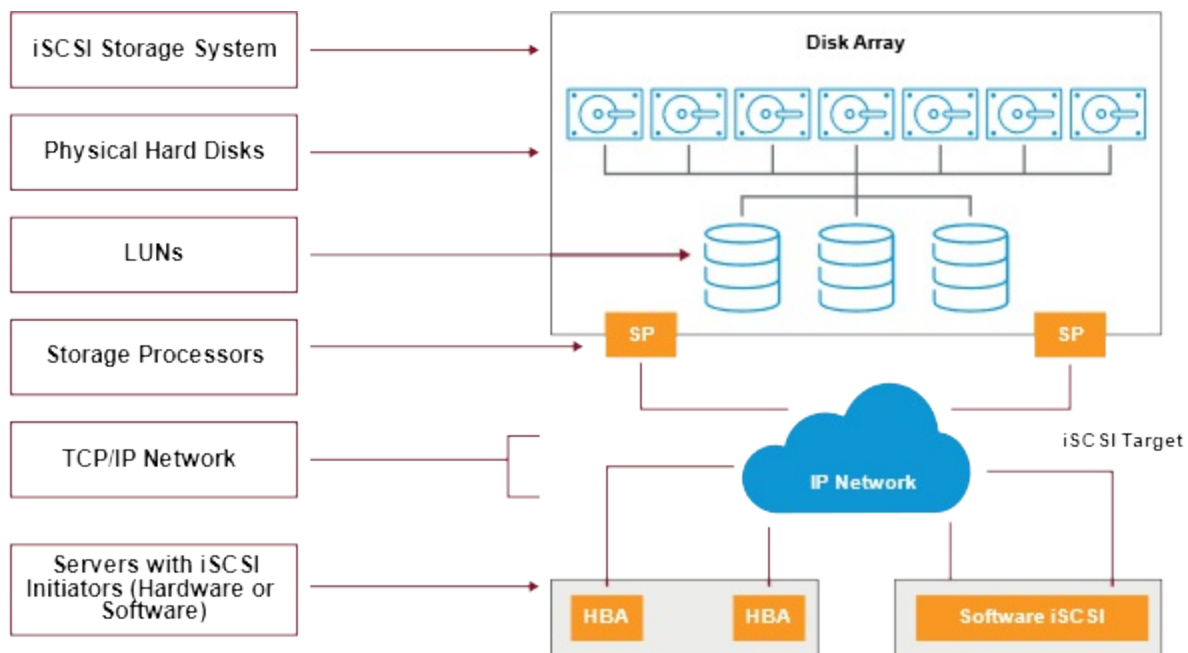 iSCSI Storage System
Disk Array
Physical Hard Disks
LUNs
SP
SP
Storage Processors
iSCSI Target
TCP/IP Network
IP Network
Servers with iSCSI
Initiators (Hardware or
Software)
HBA
HBA
Software iSCSI